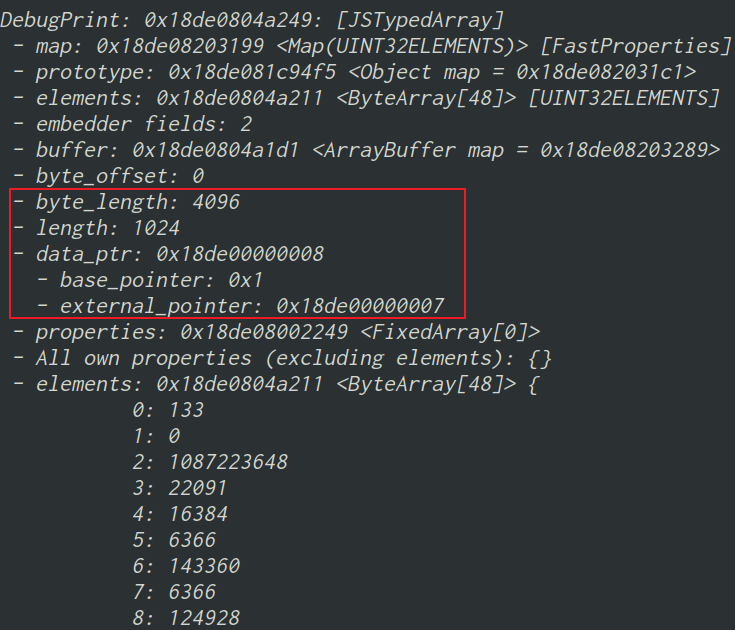 DebugPrint: 0x18de0804a249: [JSTypedArray]
- map: 0x18de08203199 <Map(UINT32ELEMENTS)> [FastProperties]
- prototype: 0x18de081c94f5 <Object map = 0x18de082031c1>
- elements: 0x18de0804a211 <ByteArray[48]> [UINT32ELEMENTS]
- embedder fields: 2
- buffer: 0x18de0804a1d1 <ArrayBuffer map = 0x18de08203289>
- byte_offset: 0
- byte_length: 4096
- length: 1024
- data_ptr: 0x18de00000008
- base_pointer: 0x1
- external_pointer: 0x18de00000007
- properties: 0x18de08002249 <FixedArray[0]>
- All own properties (excluding elements): {}
- elements: 0x18de0804a211 <ByteArray[48]> {
0: 133
1: 0
2: 1087223648
3: 22091
4: 16384
5: 6366
6: 143360
7: 6366
8: 124928